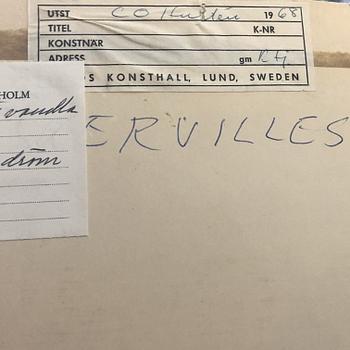 UTST C O Hultén 1968
TITEL K-NR
KONSTNÄR
ADRESS gm
S KONSTHALL, LUND, SWEDEN
HOLM
ERVILLES